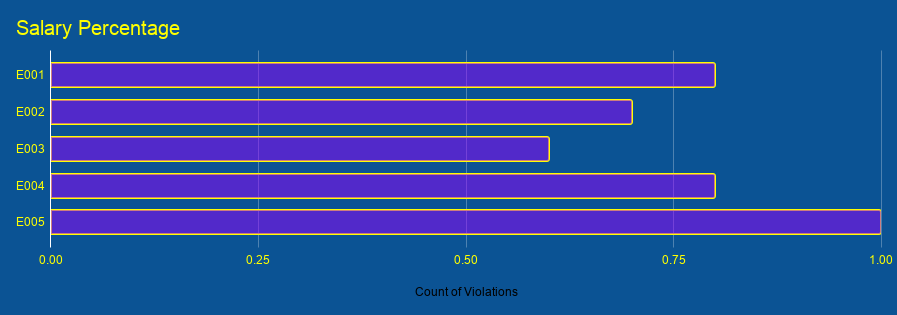 Salary Percentage
E001
E002
E003
E004
E005
0.00 0.25 0.50 0.75 1.00
Count of Violations